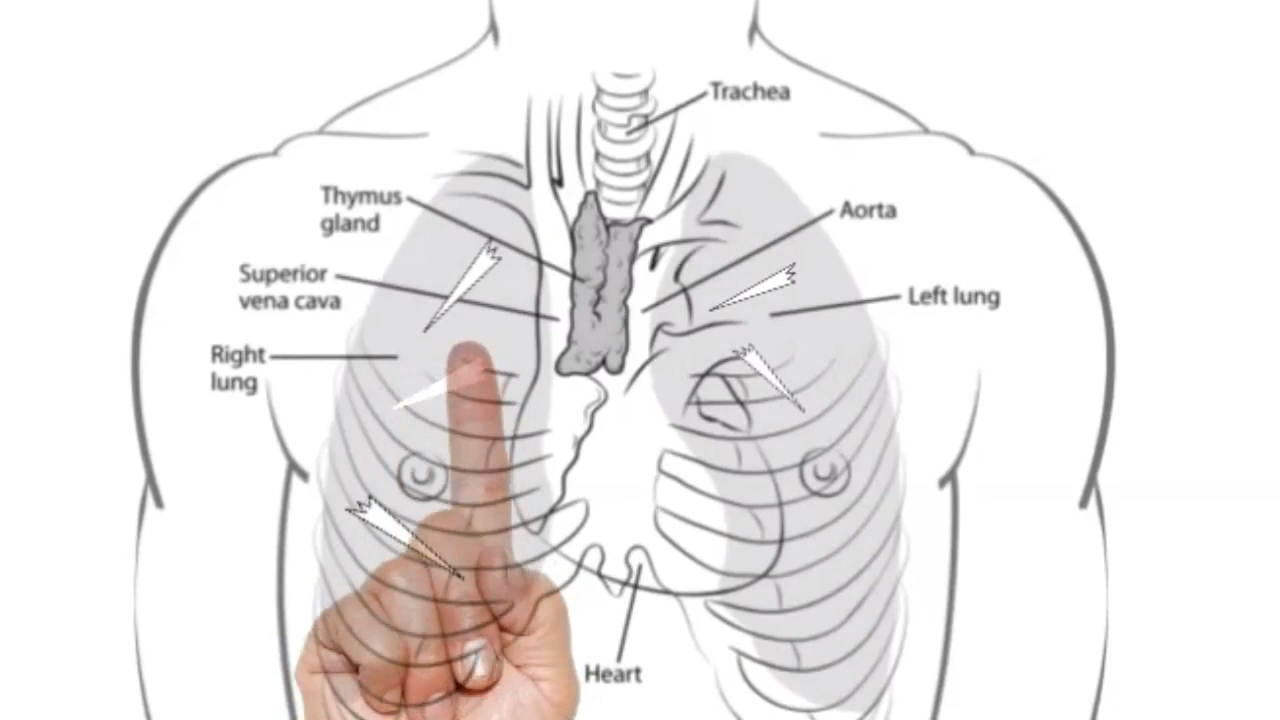 Trachea
Thymus
gland
Aorta
Superior
vena cava
Left lung
Right
lung
Heart